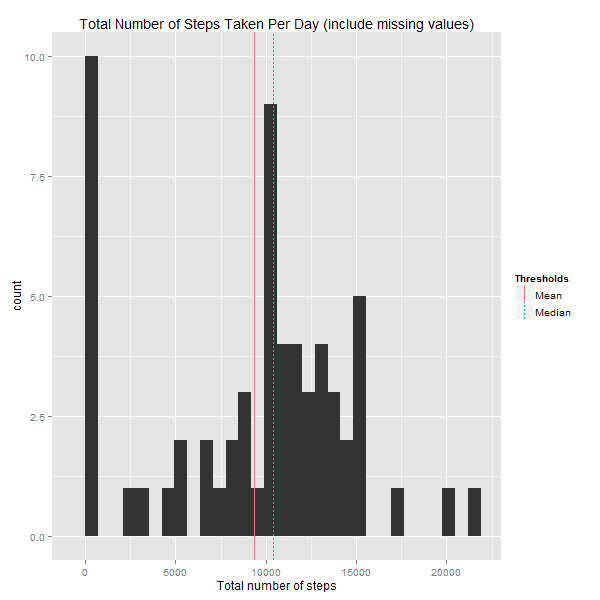 Total Number of Steps Taken Per Day (include missing values)
10.0
7.5
5.0
2.5
0.0
count
0
5000
10000
15000
20000
Total number of steps
Thresholds
Mean
Median